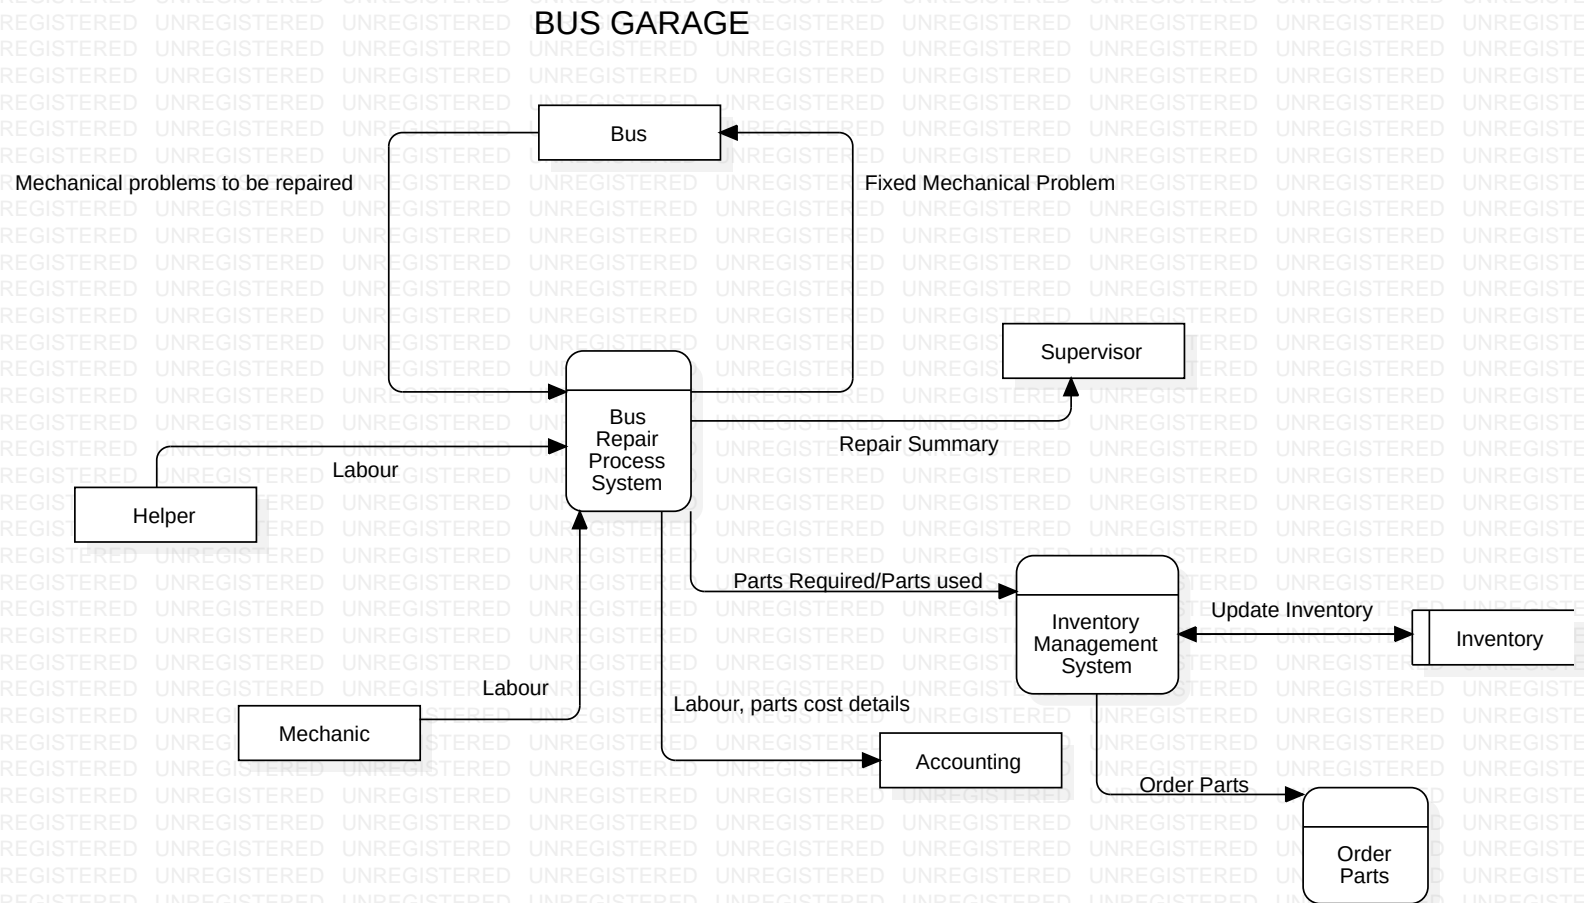 BUS GARAGE
Bus
Mechanical problems to be repaired
Fixed Mechanical Problem
Supervisor
Bus
Repair
Process
System
Repair Summary
Labour
Helper
Parts Required/Parts used
Inventory
Management
System
Update Inventory
Inventory
Labour
Labour, parts cost details
Mechanic
Accounting
Order Parts
Order
Parts
UNREGISTERED